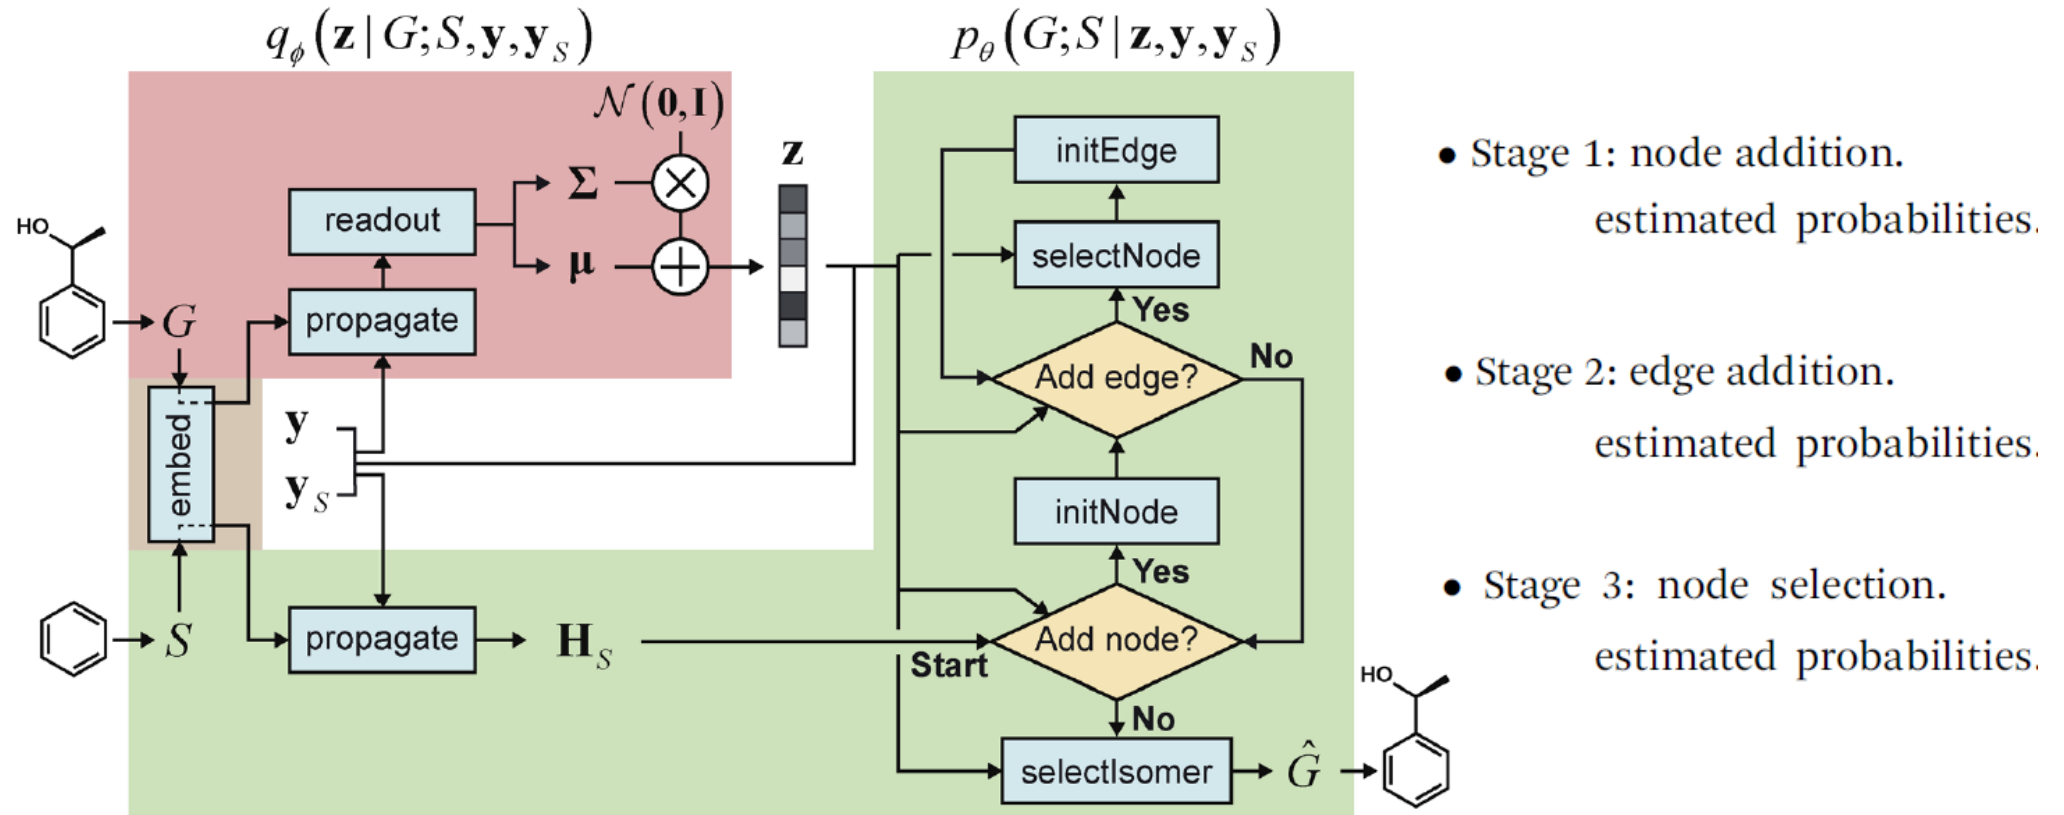 qϕ(z|G;S,y,yS)
pθ(G;S|z,y,yS)
N(0,I)
z
initEdge
Σ
readout
μ
selectNode
Yes
HO
G
propagate
Add edge?
No
embed
y
yS
initNode
Yes
S
propagate
HS
Start
Add node?
No
selectIsomer
Ĝ
HO
• Stage 1: node addition.
estimated probabilities.
• Stage 2: edge addition.
estimated probabilities.
• Stage 3: node selection.
estimated probabilities.